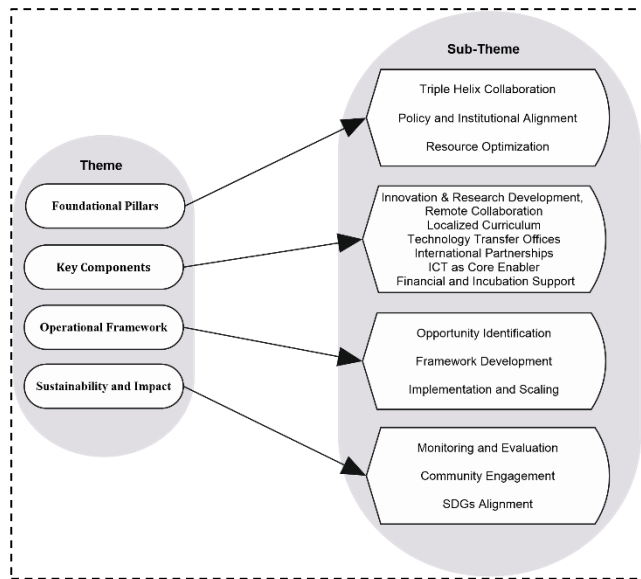 Theme
Foundational Pillars
Key Components
Operational Framework
Sustainability and Impact
Sub-Theme
Triple Helix Collaboration
Policy and Institutional Alignment
Resource Optimization
Innovation & Research Development,
Remote Collaboration
Localized Curriculum
Technology Transfer Offices
International Partnerships
ICT as Core Enabler
Financial and Incubation Support
Opportunity Identification
Framework Development
Implementation and Scaling
Monitoring and Evaluation
Community Engagement
SDGs Alignment